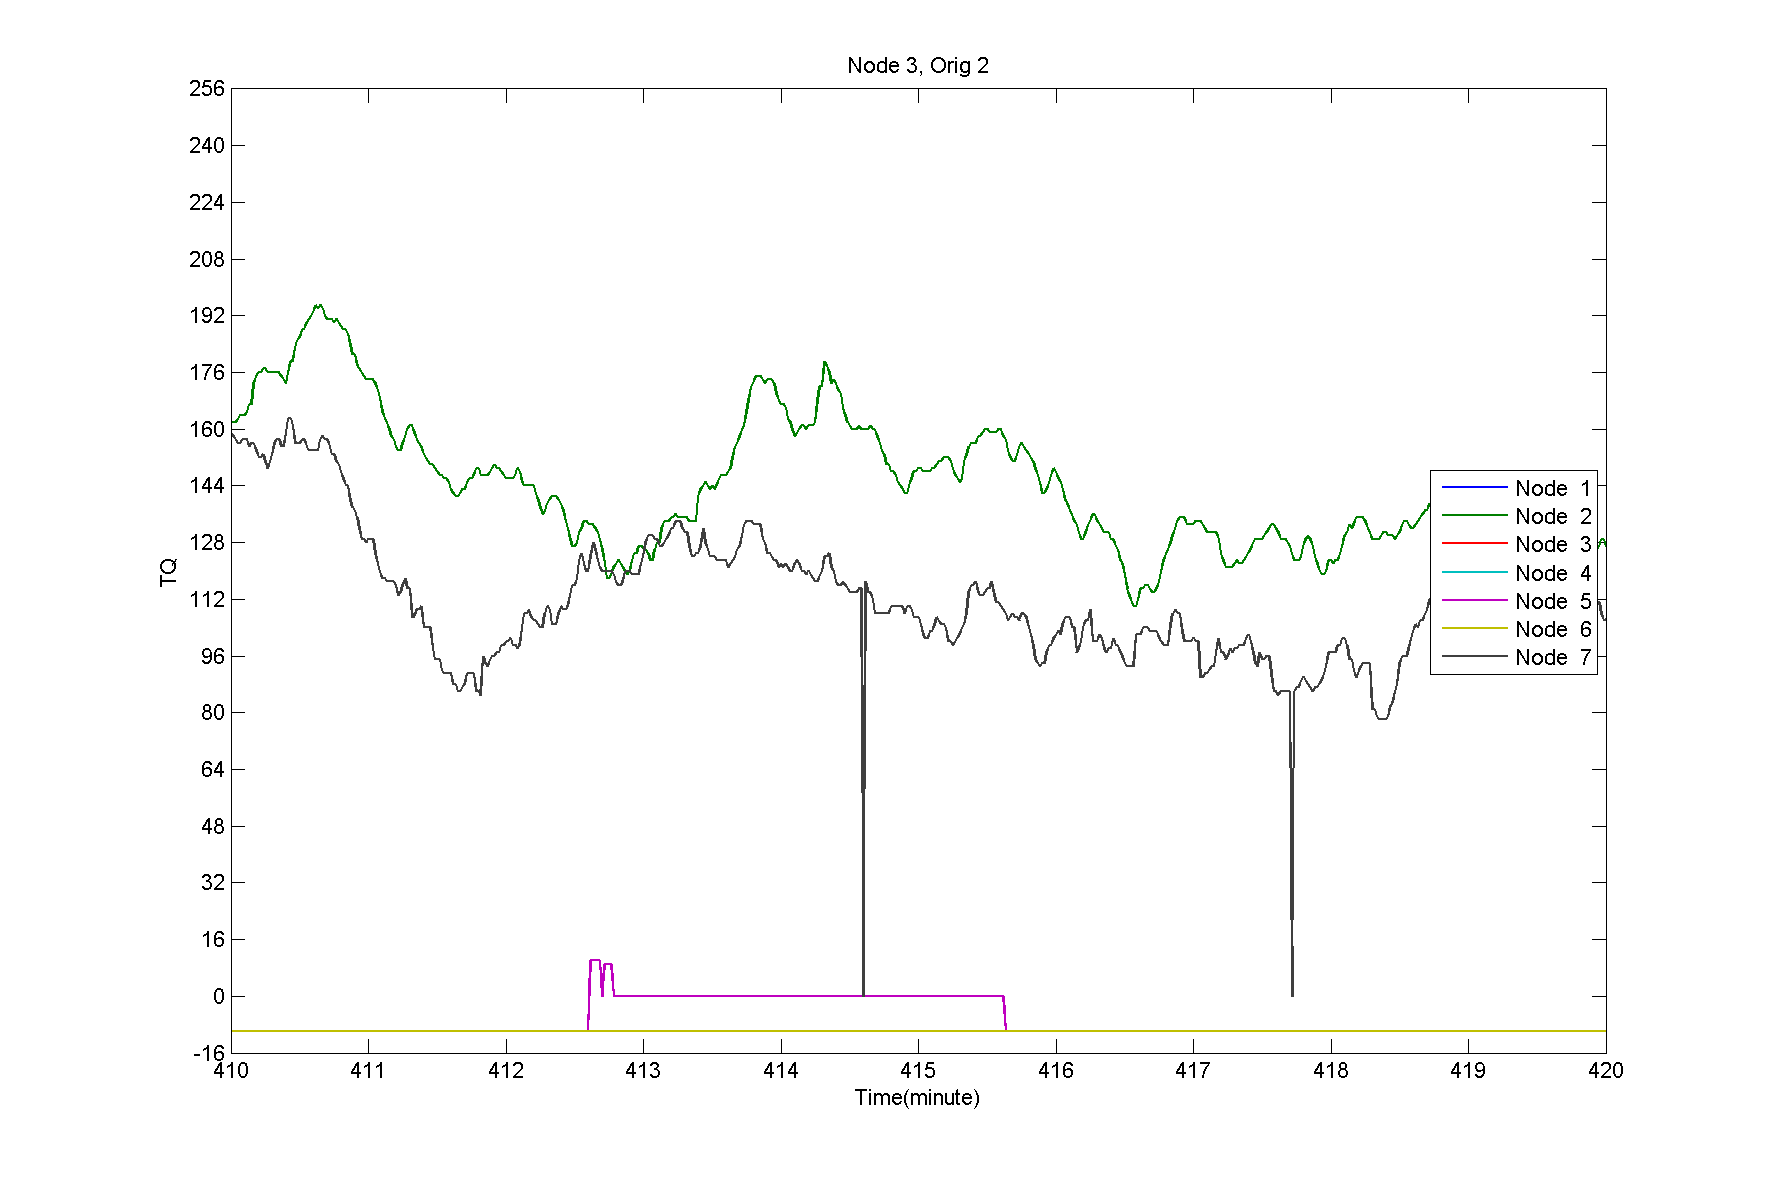 Node 3, Orig 2
256
240
224
208
192
176
160
144
128
112
96
80
64
48
32
16
0
-16
TQ
Node 1
Node 2
Node 3
Node 4
Node 5
Node 6
Node 7
410 411 412 413 414 415 416 417 418 419 420
Time(minute)